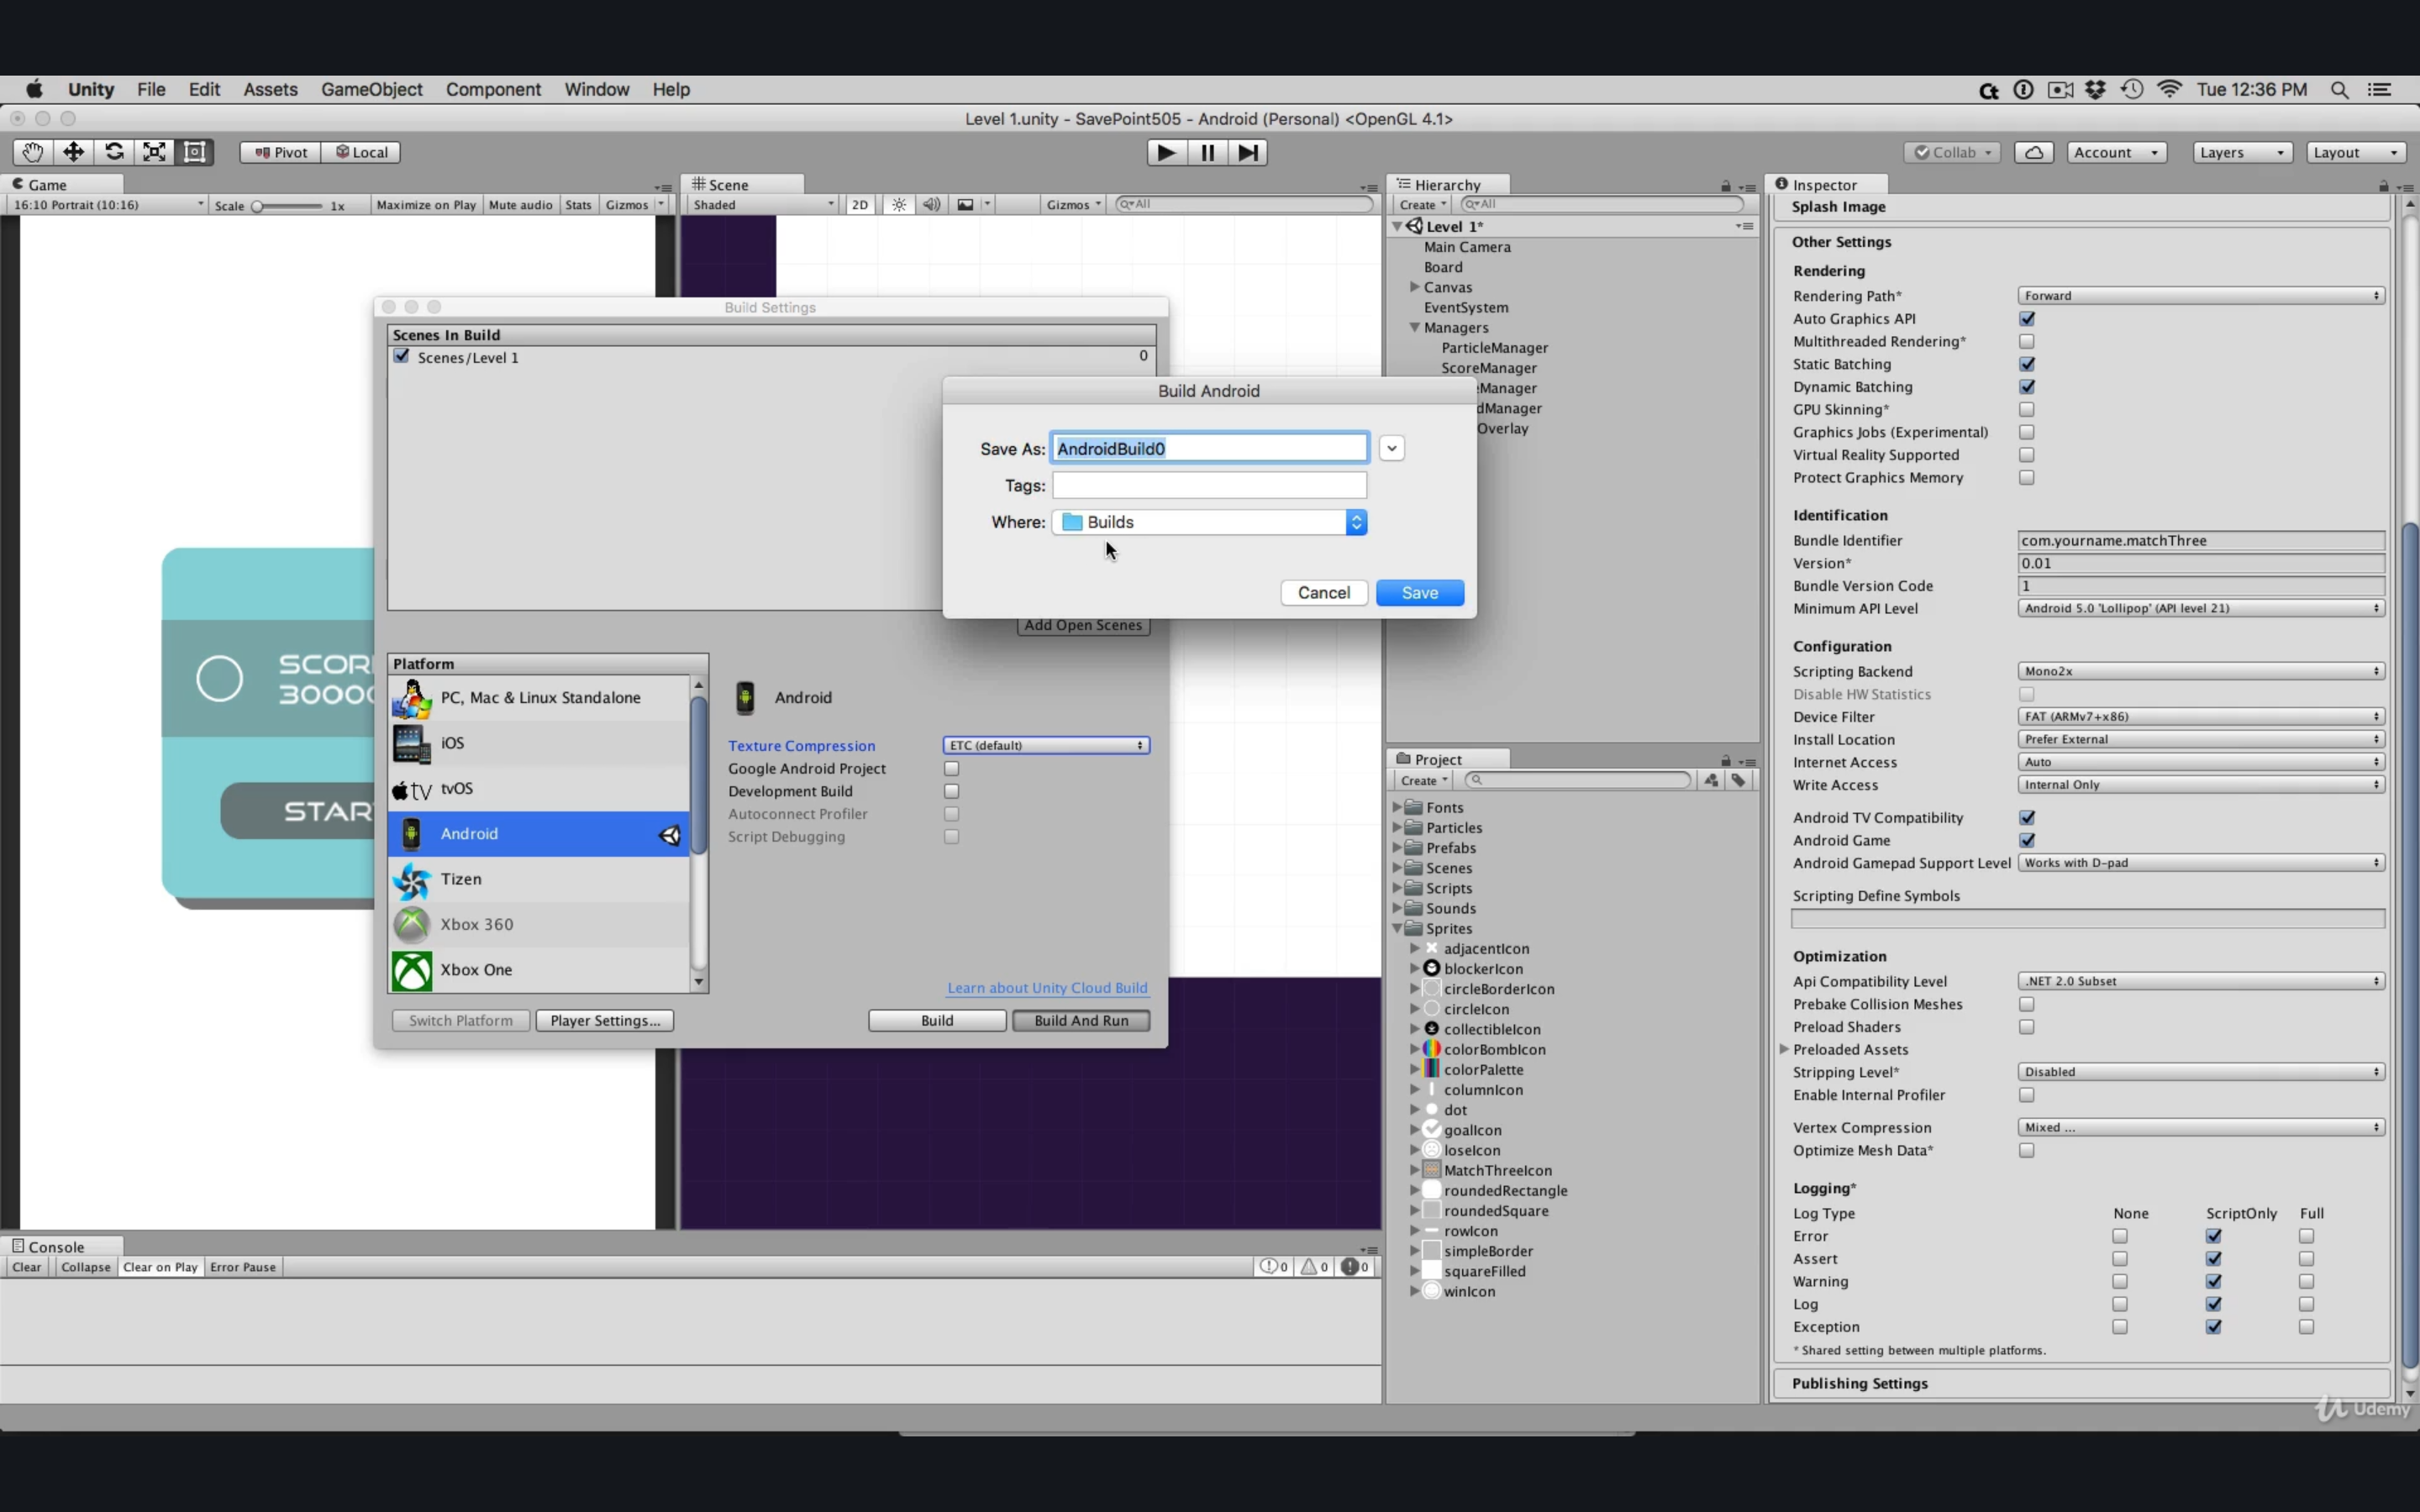 Unity File Edit Assets GameObject Component Window Help
Tue 12:36 PM
Level 1.unity - SavePoint505 - Android (Personal) <OpenGL 4.1>
Pivot Local
Collab Account Layers Layout
Game
16:10 Portrait (10:16) Scale 1x Maximize on Play Mute audio Stats Gizmos
SCORE
START
Scene
Shaded 2D Gizmos All
Build Settings
Scenes In Build
Scenes/Level 1 0
Add Open Scenes
Platform
PC, Mac & Linux Standalone
iOS
tv tvOS
Android
Tizen
Xbox 360
Xbox One
Android
Texture Compression ETC (default)
Google Android Project
Development Build
Autoconnect Profiler
Script Debugging
Learn about Unity Cloud Build
Switch Platform Player Settings... Build Build And Run
Build Android
Save As: AndroidBuild0
Tags:
Where: Builds
Cancel Save
Hierarchy
Create All
Level 1*
Main Camera
Board
Canvas
EventSystem
Managers
ParticleManager
ScoreManager
eManager
dManager
Overlay
Project
Create
Fonts
Particles
Prefabs
Scenes
Scripts
Sounds
Sprites
adjacentIcon
blockerIcon
circleBorderIcon
circleIcon
collectibleIcon
colorBombIcon
colorPalette
columnIcon
dot
goalIcon
loseIcon
MatchThreeIcon
roundedRectangle
roundedSquare
rowIcon
simpleBorder
squareFilled
winIcon
Inspector
Splash Image
Other Settings
Rendering
Rendering Path* Forward
Auto Graphics API
Multithreaded Rendering*
Static Batching
Dynamic Batching
GPU Skinning*
Graphics Jobs (Experimental)
Virtual Reality Supported
Protect Graphics Memory
Identification
Bundle Identifier com.yourname.matchThree
Version* 0.01
Bundle Version Code 1
Minimum API Level Android 5.0 'Lollipop' (API level 21)
Configuration
Scripting Backend Mono2x
Disable HW Statistics
Device Filter FAT (ARMv7+x86)
Install Location Prefer External
Internet Access Auto
Write Access Internal Only
Android TV Compatibility
Android Game
Android Gamepad Support Level Works with D-pad
Scripting Define Symbols
Optimization
Api Compatibility Level .NET 2.0 Subset
Prebake Collision Meshes
Preload Shaders
Preloaded Assets
Stripping Level* Disabled
Enable Internal Profiler
Vertex Compression Mixed ...
Optimize Mesh Data*
Logging*
Log Type None ScriptOnly Full
Error
Assert
Warning
Log
Exception
* Shared setting between multiple platforms.
Publishing Settings
Console
Clear Collapse Clear on Play Error Pause 0 0 0
Udemy